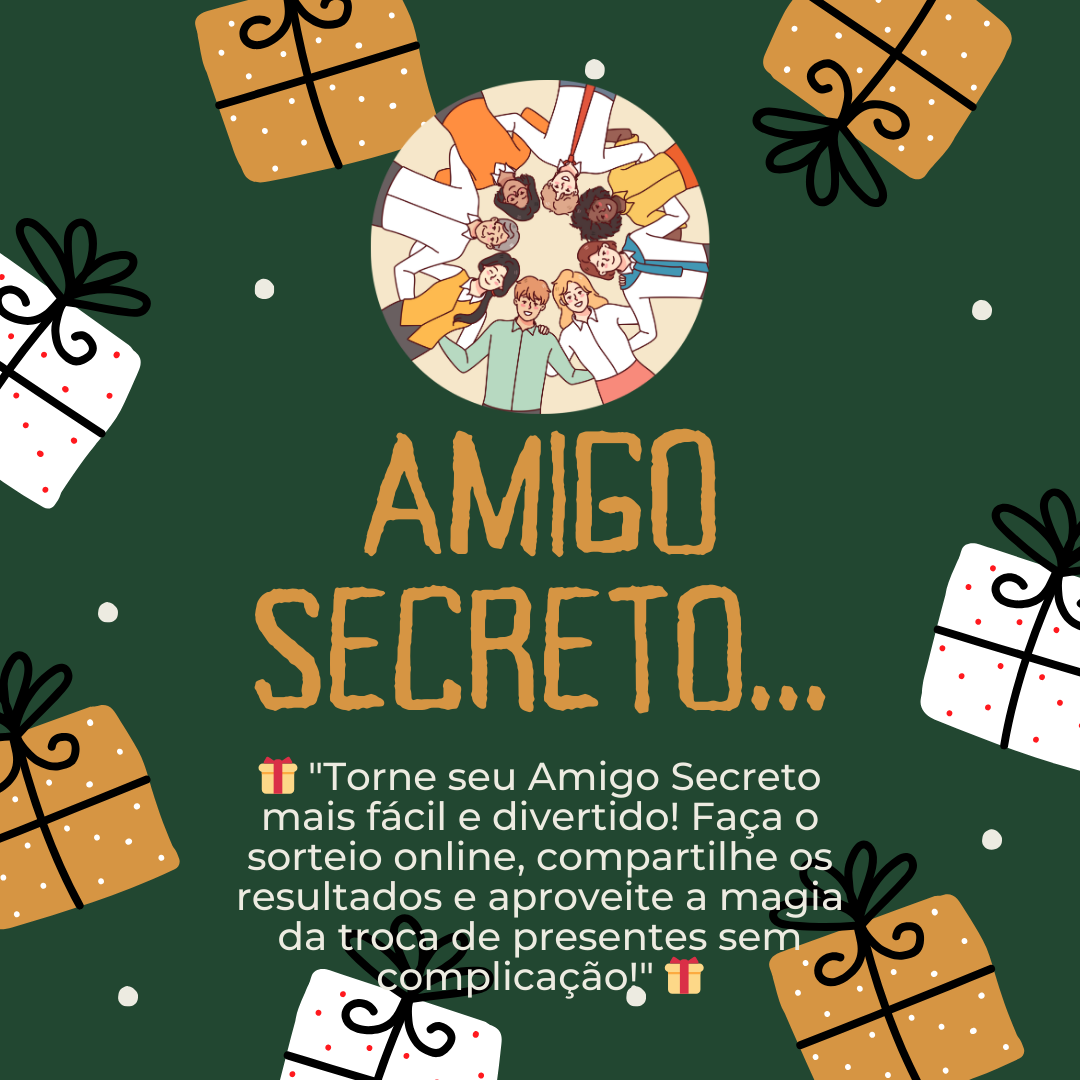 AMIGO
SECRETO...
🎁 "Torne seu Amigo Secreto
mais fácil e divertido! Faça o
sorteio online, compartilhe os
resultados e aproveite a magia
da troca de presentes sem
complicação!" 🎁